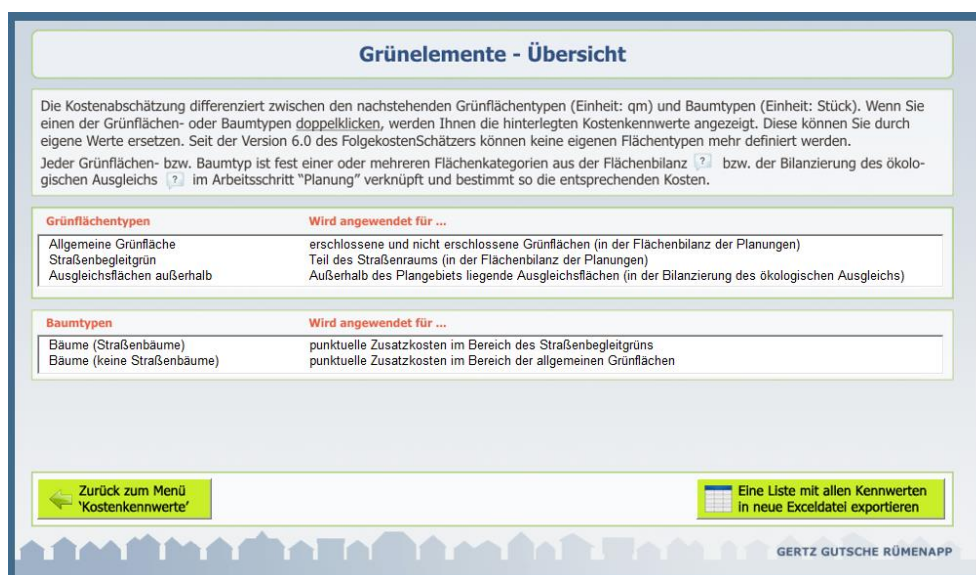 Grünelemente - Übersicht
Die Kostenabschätzung differenziert zwischen den nachstehenden Grünflächentypen (Einheit: qm) und Baumtypen (Einheit: Stück). Wenn Sie
einen der Grünflächen- oder Baumtypen doppelklicken, werden Ihnen die hinterlegten Kostenkennwerte angezeigt. Diese können Sie durch
eigene Werte ersetzen. Seit der Version 6.0 des FolgekostenSchätzers können keine eigenen Flächentypen mehr definiert werden.
Jeder Grünflächen- bzw. Baumtyp ist fest einer oder mehreren Flächenkategorien aus der Flächenbilanz ? bzw. der Bilanzierung des ökolo-
gischen Ausgleichs ? im Arbeitsschritt "Planung" verknüpft und bestimmt so die entsprechenden Kosten.
Grünflächentypen Wird angewendet für ...
Allgemeine Grünfläche erschlossene und nicht erschlossene Grünflächen (in der Flächenbilanz der Planungen)
Straßenbegleitgrün Teil des Straßenraums (in der Flächenbilanz der Planungen)
Ausgleichsflächen außerhalb Außerhalb des Plangebiets liegende Ausgleichsflächen (in der Bilanzierung des ökologischen Ausgleichs)
Baumtypen Wird angewendet für ...
Bäume (Straßenbäume) punktuelle Zusatzkosten im Bereich des Straßenbegleitgrüns
Bäume (keine Straßenbäume) punktuelle Zusatzkosten im Bereich der allgemeinen Grünflächen
Zurück zum Menü
'Kostenkennwerte'
Eine Liste mit allen Kennwerten
in neue Exceldatei exportieren
GERTZ GUTSCHE RÜMENAPP